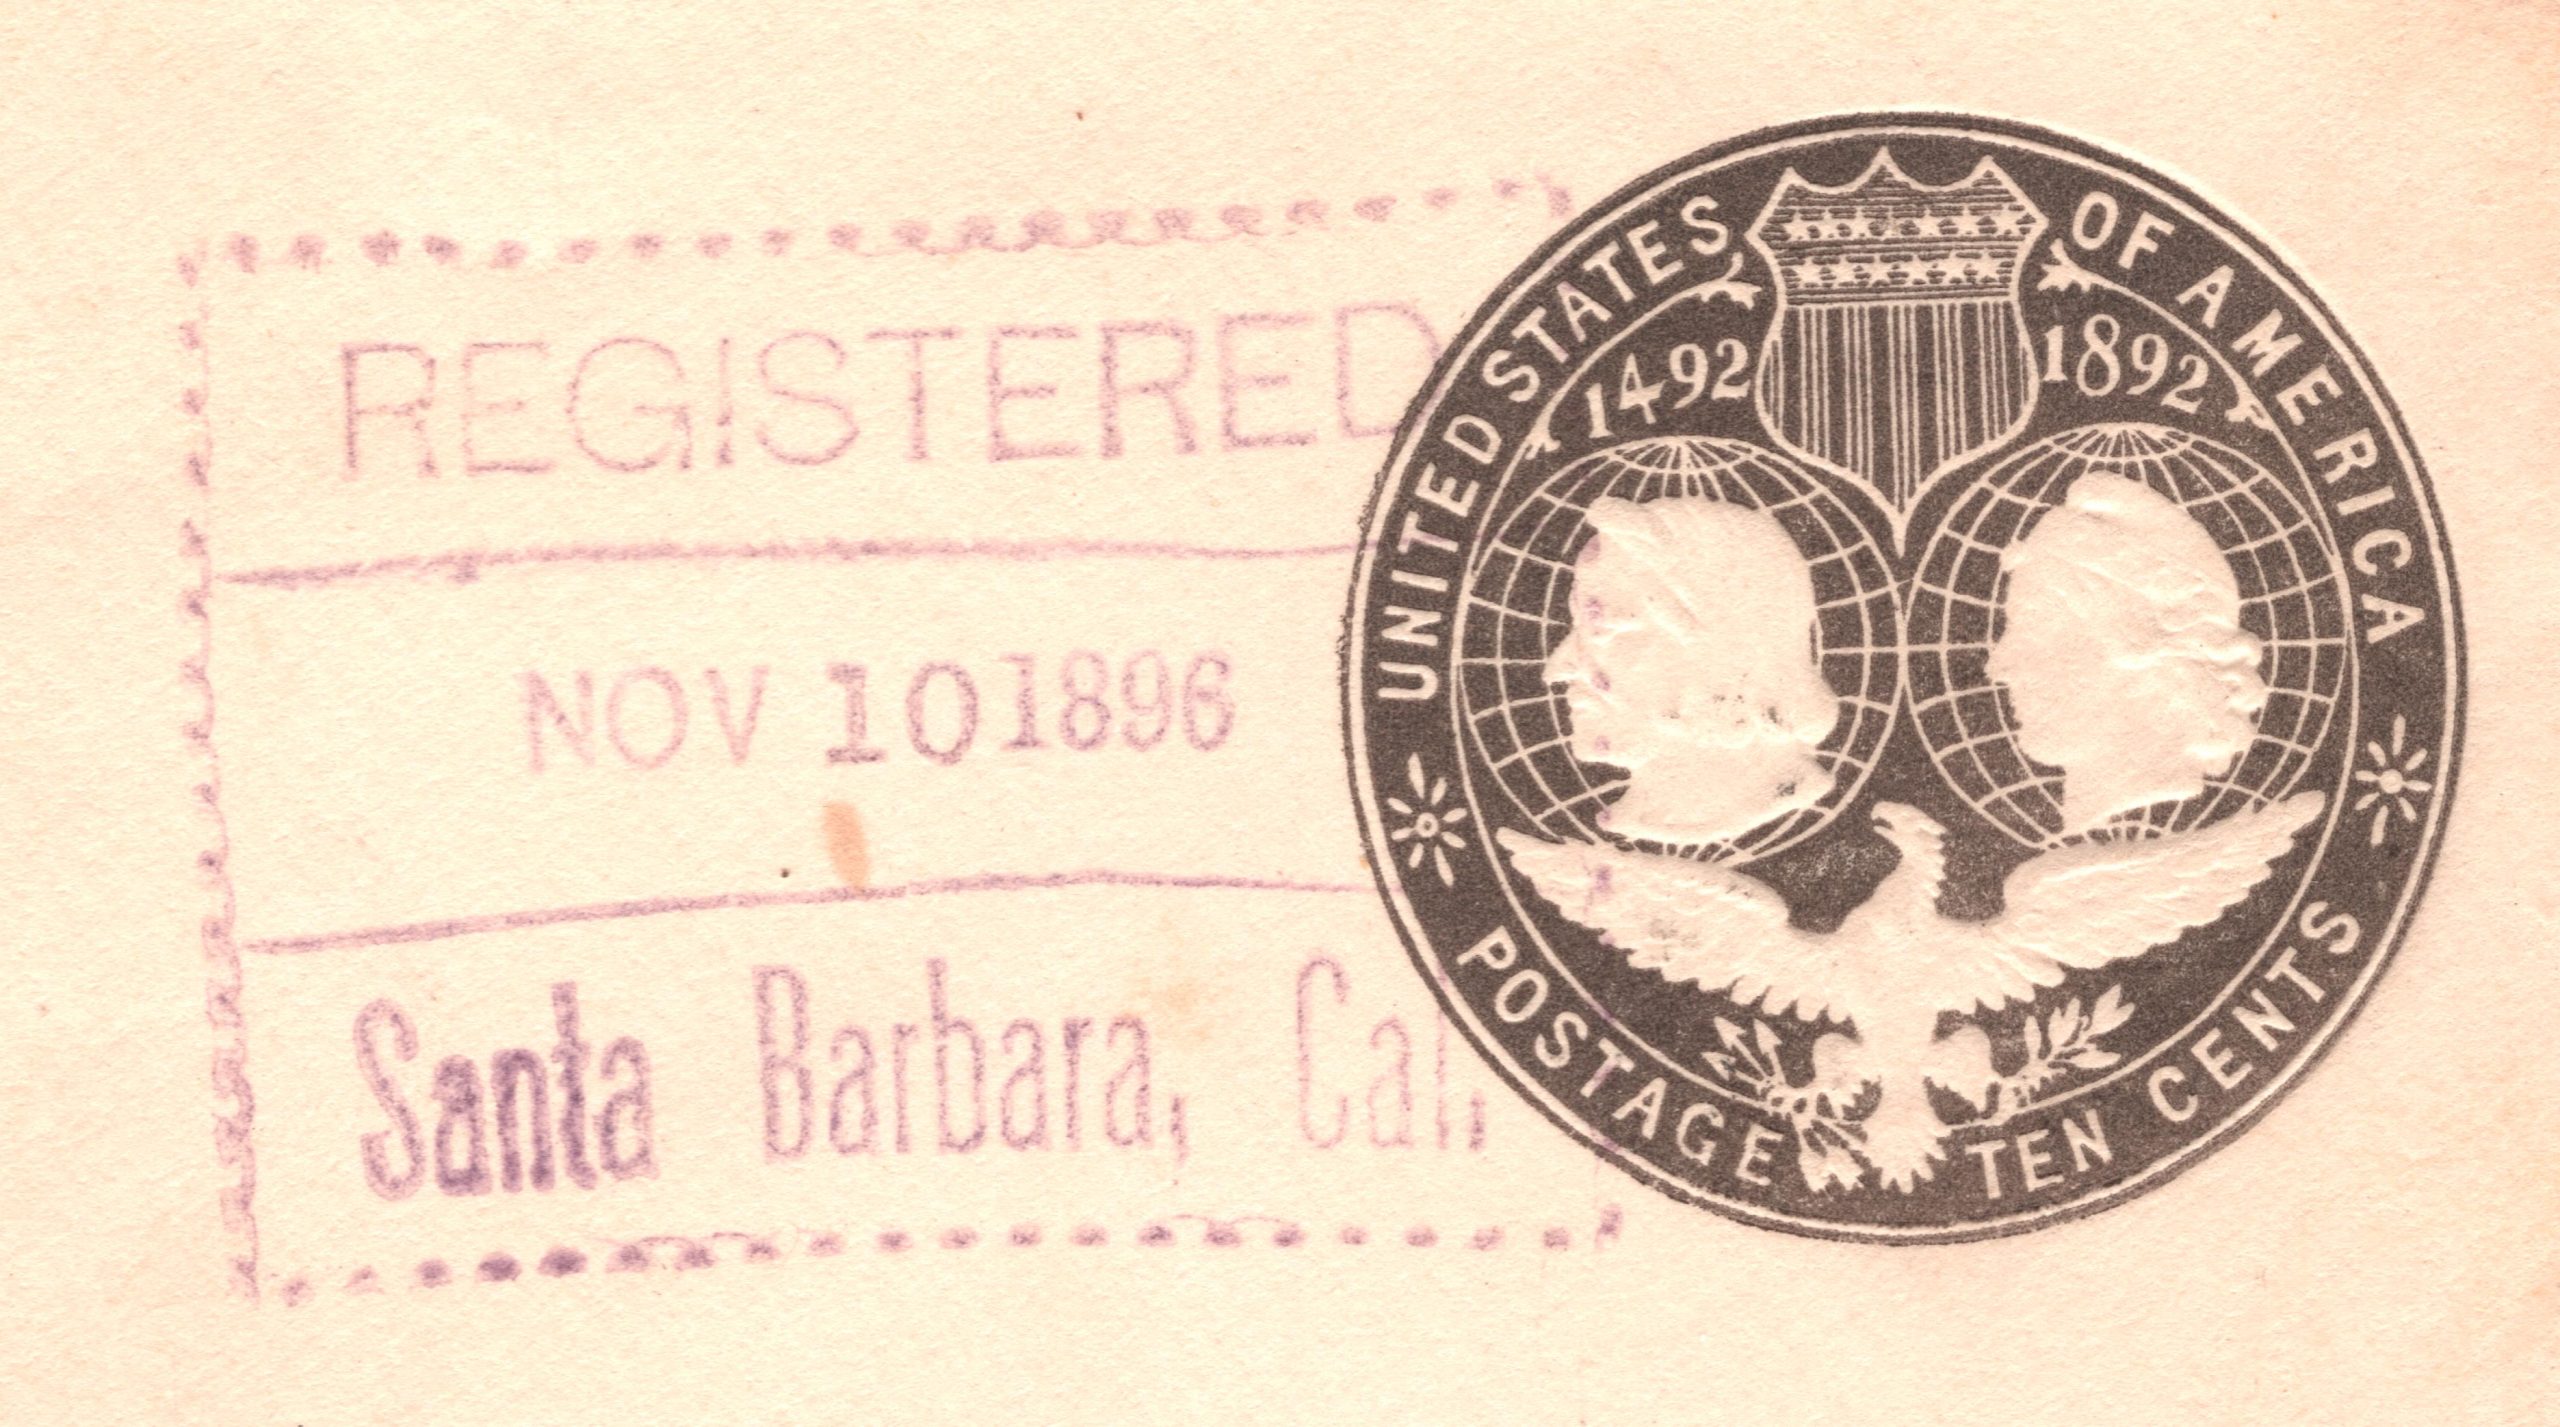 REGISTERED
NOV 10 1896
Santa Barbara, Cal.
UNITED STATES OF AMERICA
1492 1892
POSTAGE TEN CENTS